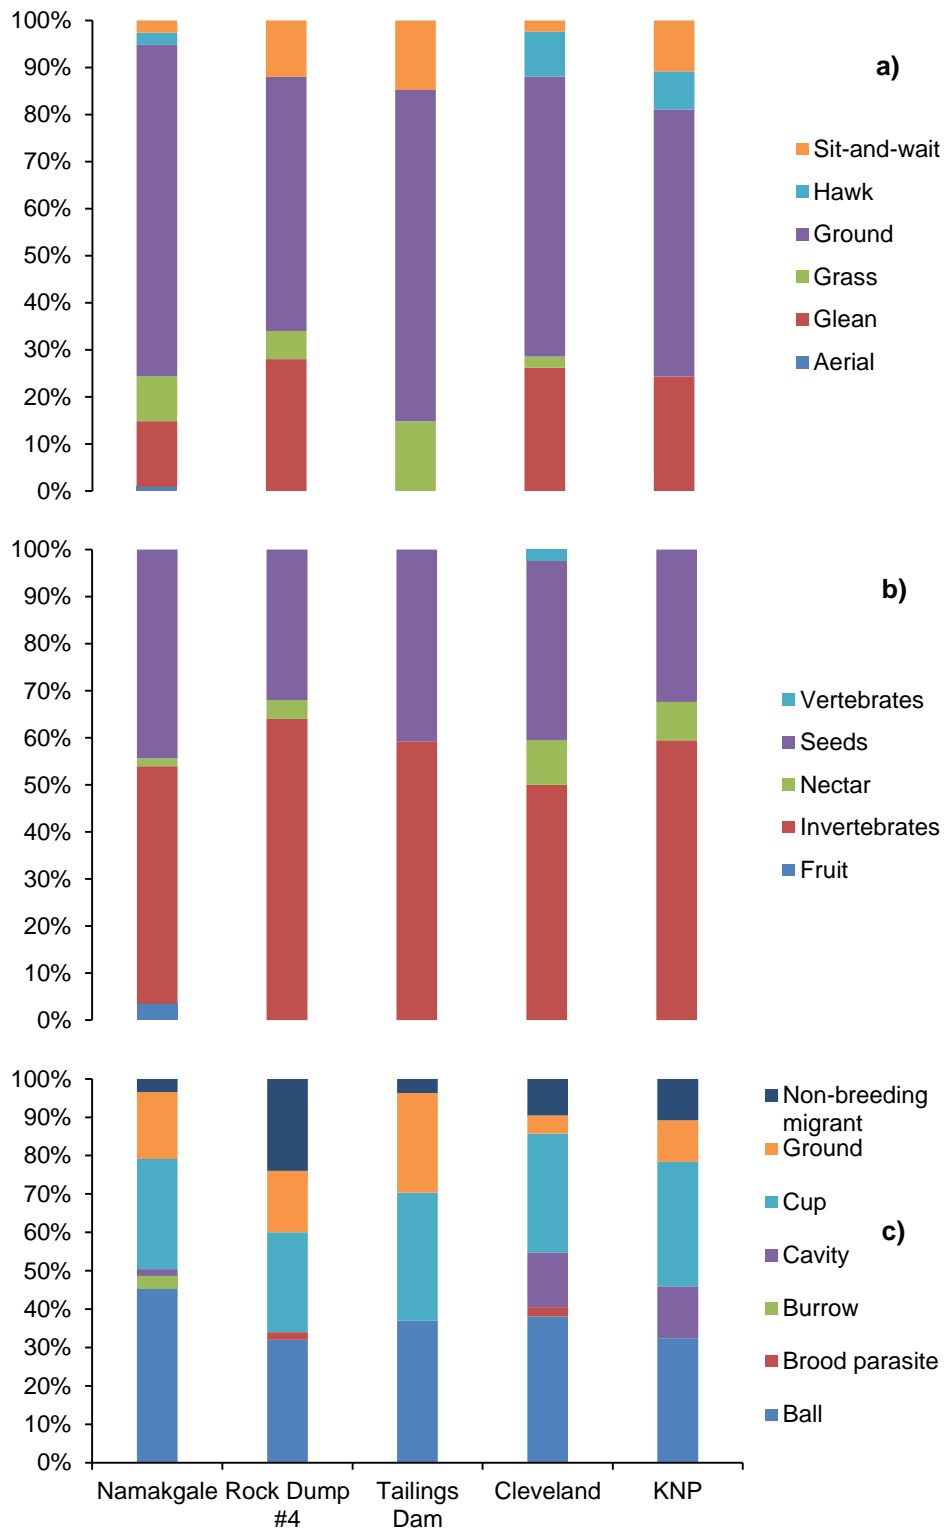 100%
90%
80%
70%
60%
50%
40%
30%
20%
10%
0%
a)
Sit-and-wait
Hawk
Ground
Grass
Glean
Aerial
100%
90%
80%
70%
60%
50%
40%
30%
20%
10%
0%
b)
Vertebrates
Seeds
Nectar
Invertebrates
Fruit
100%
90%
80%
70%
60%
50%
40%
30%
20%
10%
0%
Non-breeding
migrant
Ground
Cup
c)
Cavity
Burrow
Brood parasite
Ball
Namakgale
Rock Dump
#4
Tailings
Dam
Cleveland
KNP